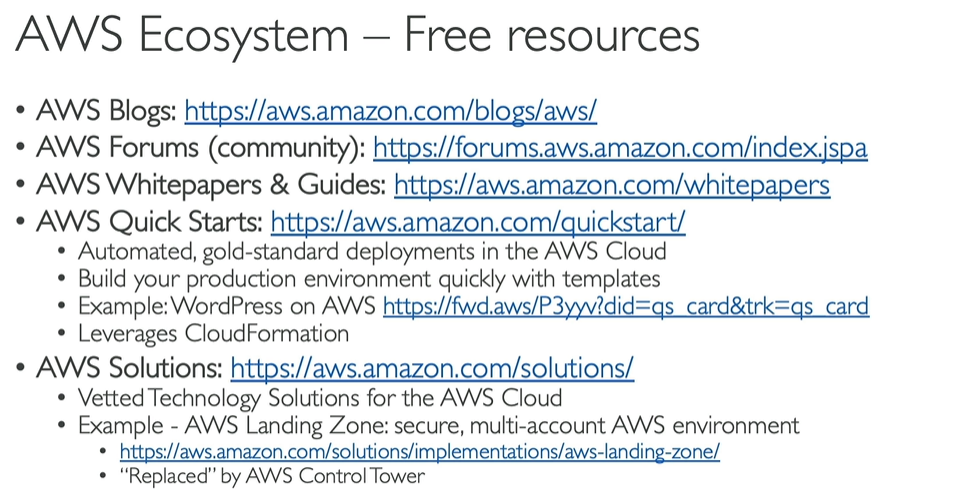 AWS Ecosystem – Free resources
• AWS Blogs: https://aws.amazon.com/blogs/aws/
• AWS Forums (community): https://forums.aws.amazon.com/index.jspa
• AWS Whitepapers & Guides: https://aws.amazon.com/whitepapers
• AWS Quick Starts: https://aws.amazon.com/quickstart/
• Automated, gold-standard deployments in the AWS Cloud
• Build your production environment quickly with templates
• Example: WordPress on AWS https://fwd.aws/P3yyv?did=qs_card&trk=qs_card
• Leverages CloudFormation
• AWS Solutions: https://aws.amazon.com/solutions/
• Vetted Technology Solutions for the AWS Cloud
• Example - AWS Landing Zone: secure, multi-account AWS environment
• https://aws.amazon.com/solutions/implementations/aws-landing-zone/
• “Replaced” by AWS Control Tower